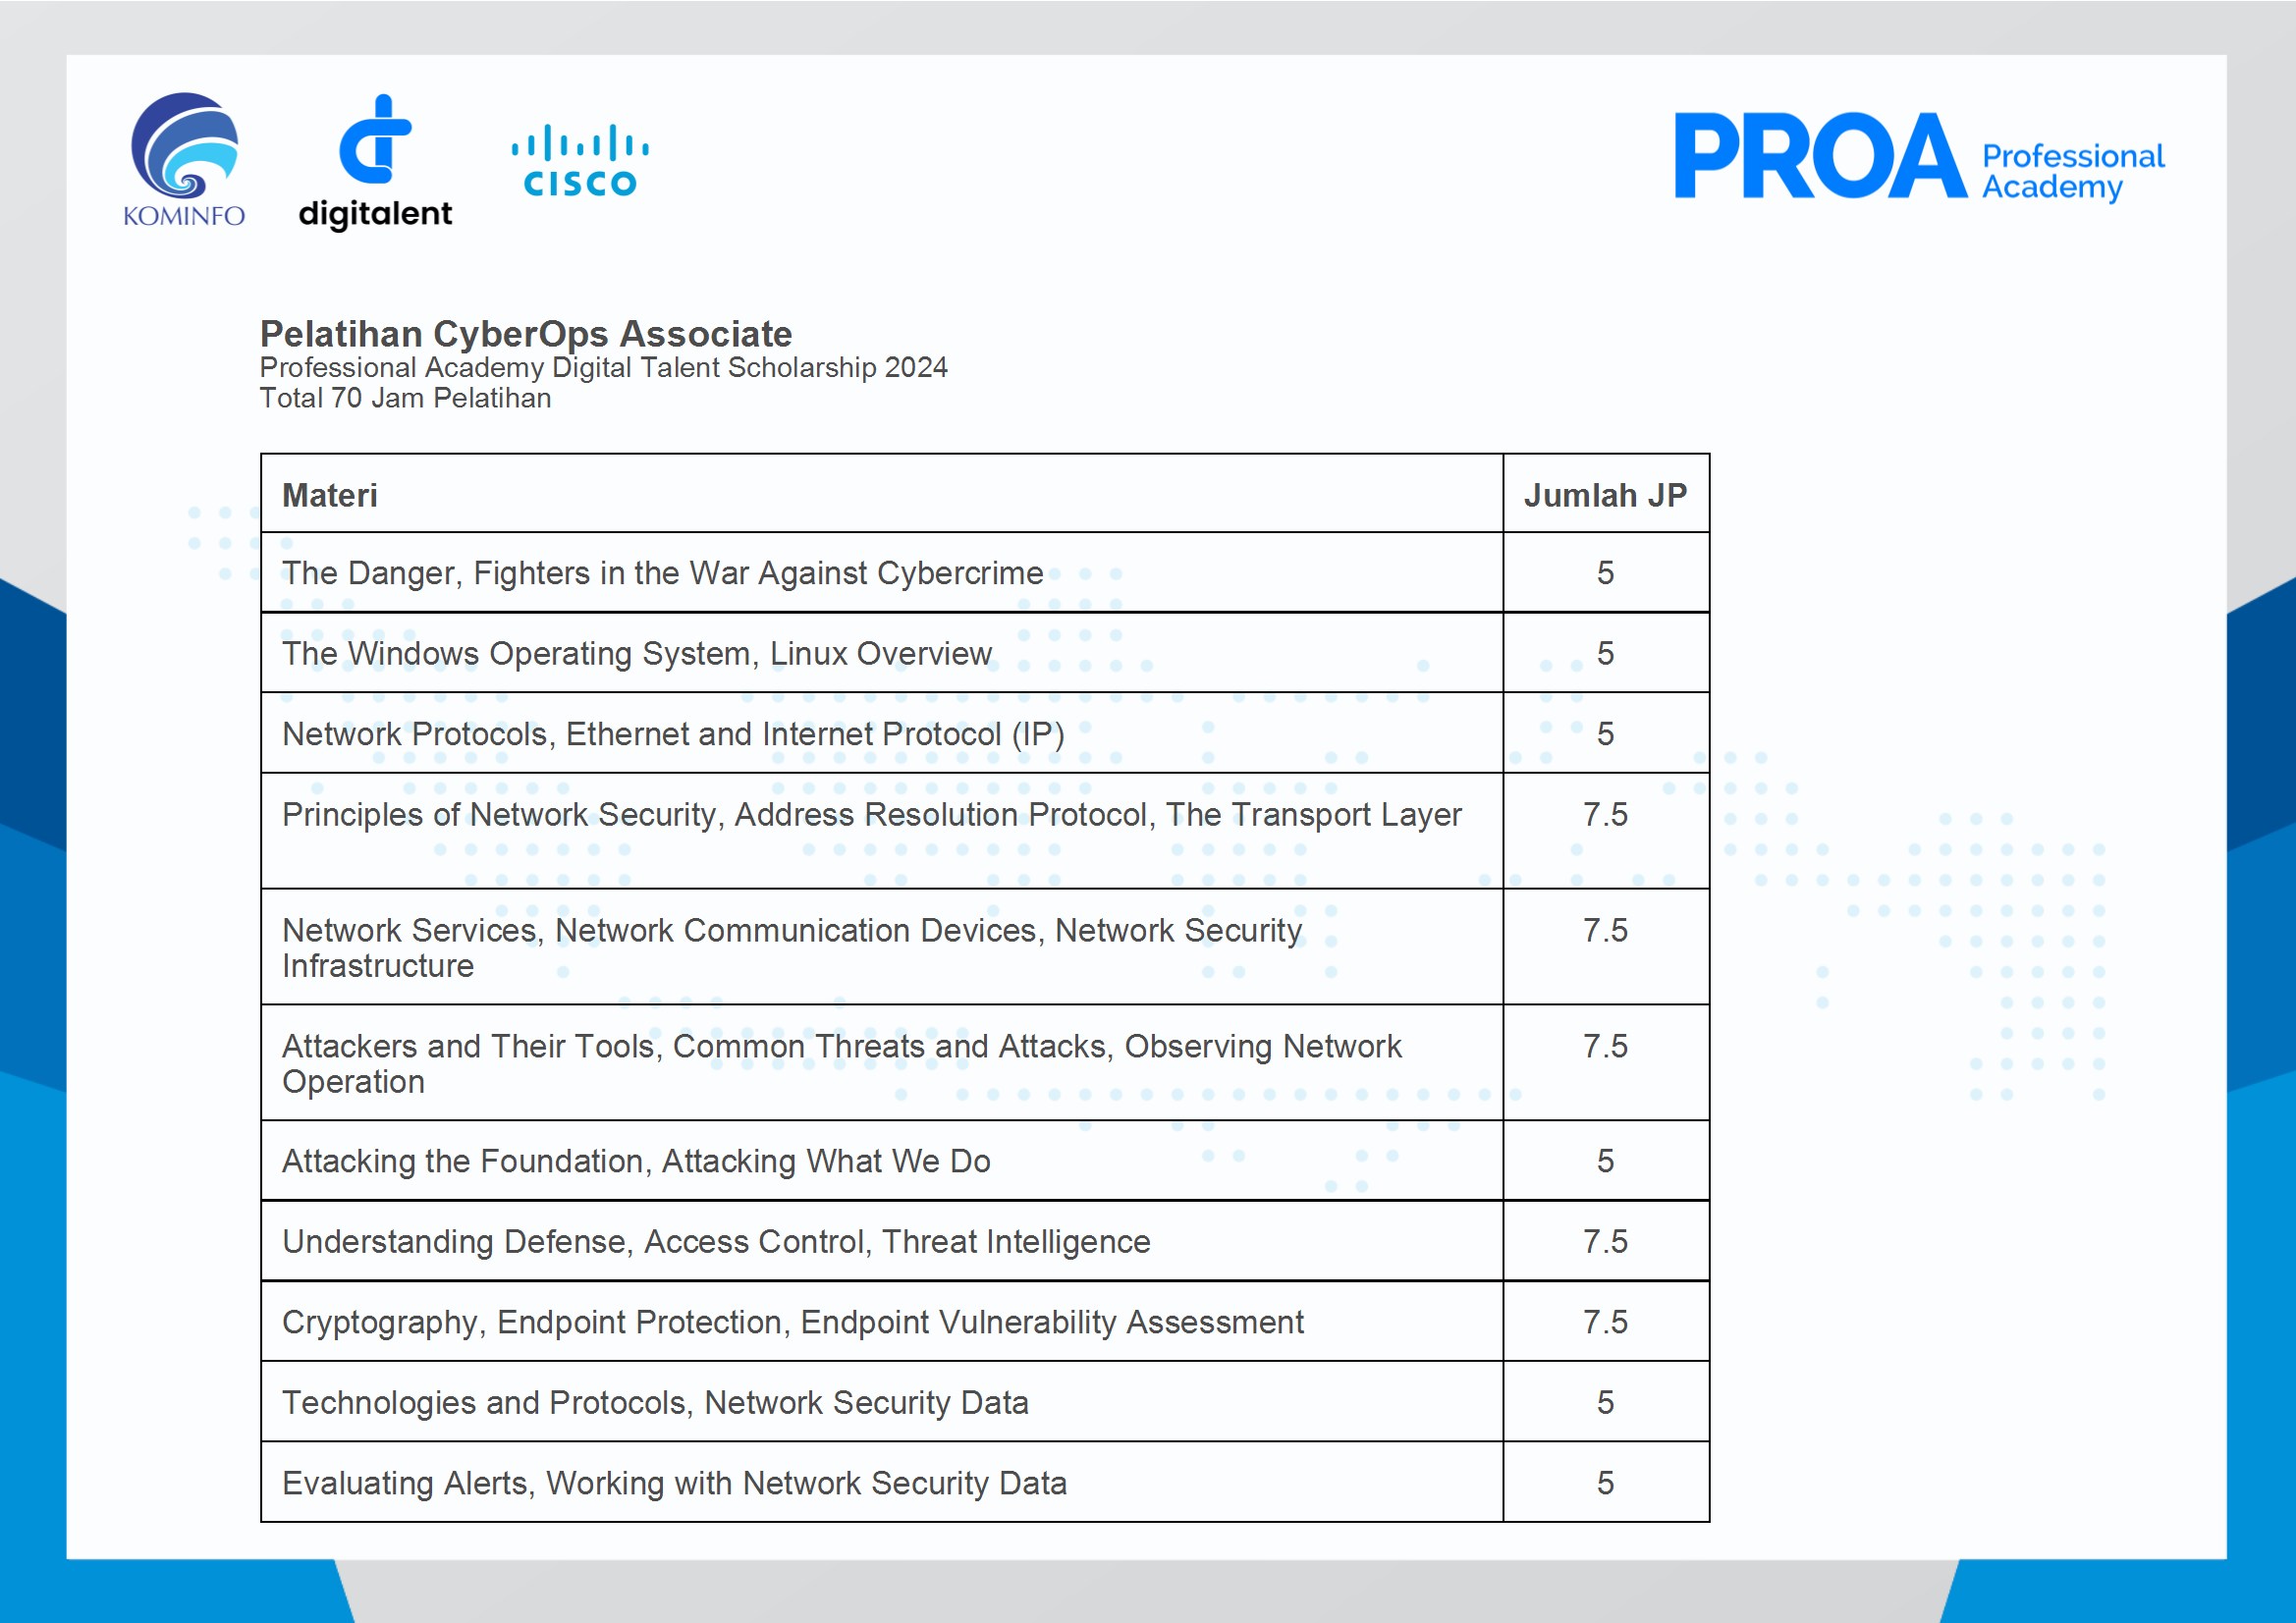 KOMINFO
digitalent
CISCO
PROA Professional
Academy
Pelatihan CyberOps Associate
Professional Academy Digital Talent Scholarship 2024
Total 70 Jam Pelatihan
Materi Jumlah JP
The Danger, Fighters in the War Against Cybercrime 5
The Windows Operating System, Linux Overview 5
Network Protocols, Ethernet and Internet Protocol (IP) 5
Principles of Network Security, Address Resolution Protocol, The Transport Layer 7.5
Network Services, Network Communication Devices, Network Security 7.5
Infrastructure
Attackers and Their Tools, Common Threats and Attacks, Observing Network 7.5
Operation
Attacking the Foundation, Attacking What We Do 5
Understanding Defense, Access Control, Threat Intelligence 7.5
Cryptography, Endpoint Protection, Endpoint Vulnerability Assessment 7.5
Technologies and Protocols, Network Security Data 5
Evaluating Alerts, Working with Network Security Data 5